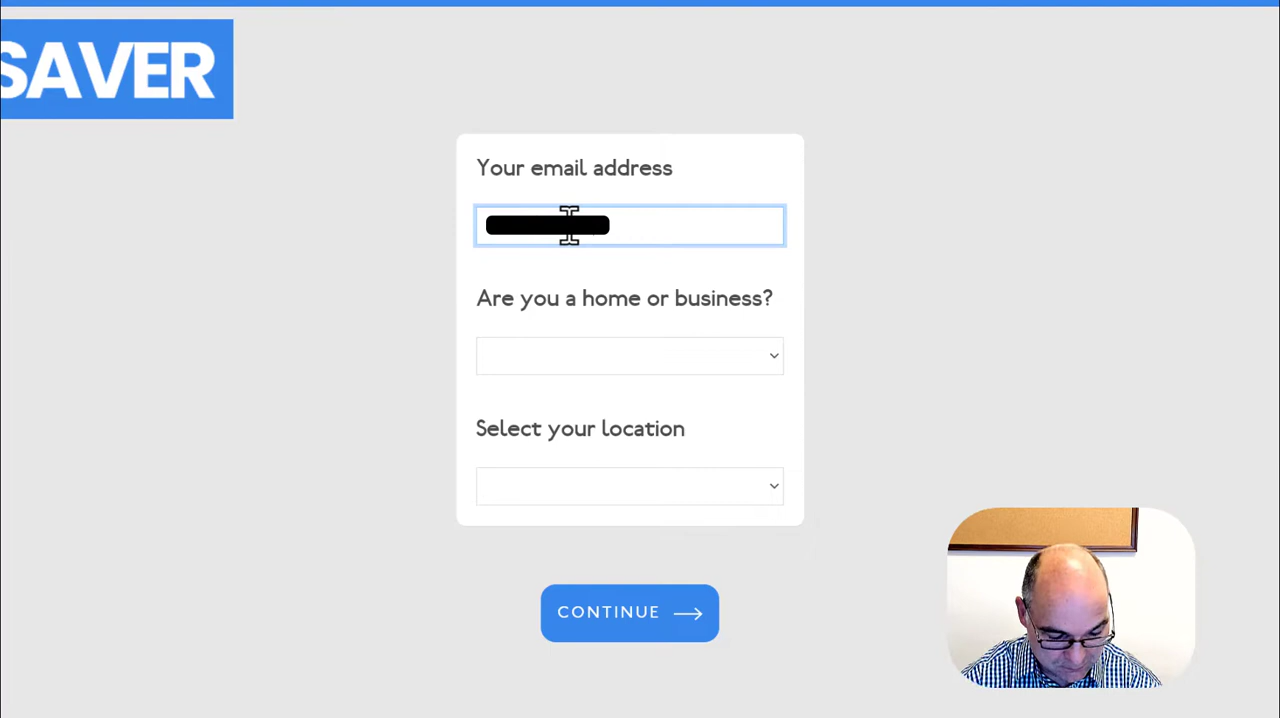 SAVER
Your email address
Are you a home or business?
Select your location
CONTINUE